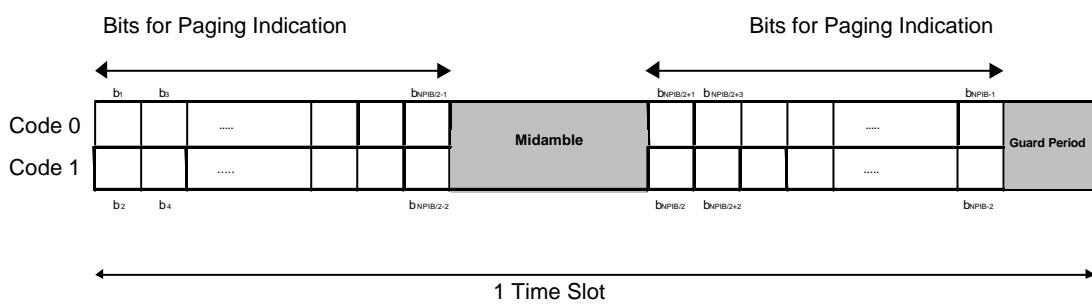 Bits for Paging Indication Bits for Paging Indication
b1 b3 bNPIB/2-1 bNPIB/2+1 bNPIB/2+3 bNPIB-1
Code 0 ..... Midamble ..... Guard Period
Code 1 ..... .....
b2 b4 bNPIB/2-2 bNPIB/2 bNPIB/2+2 bNPIB-2
1 Time Slot